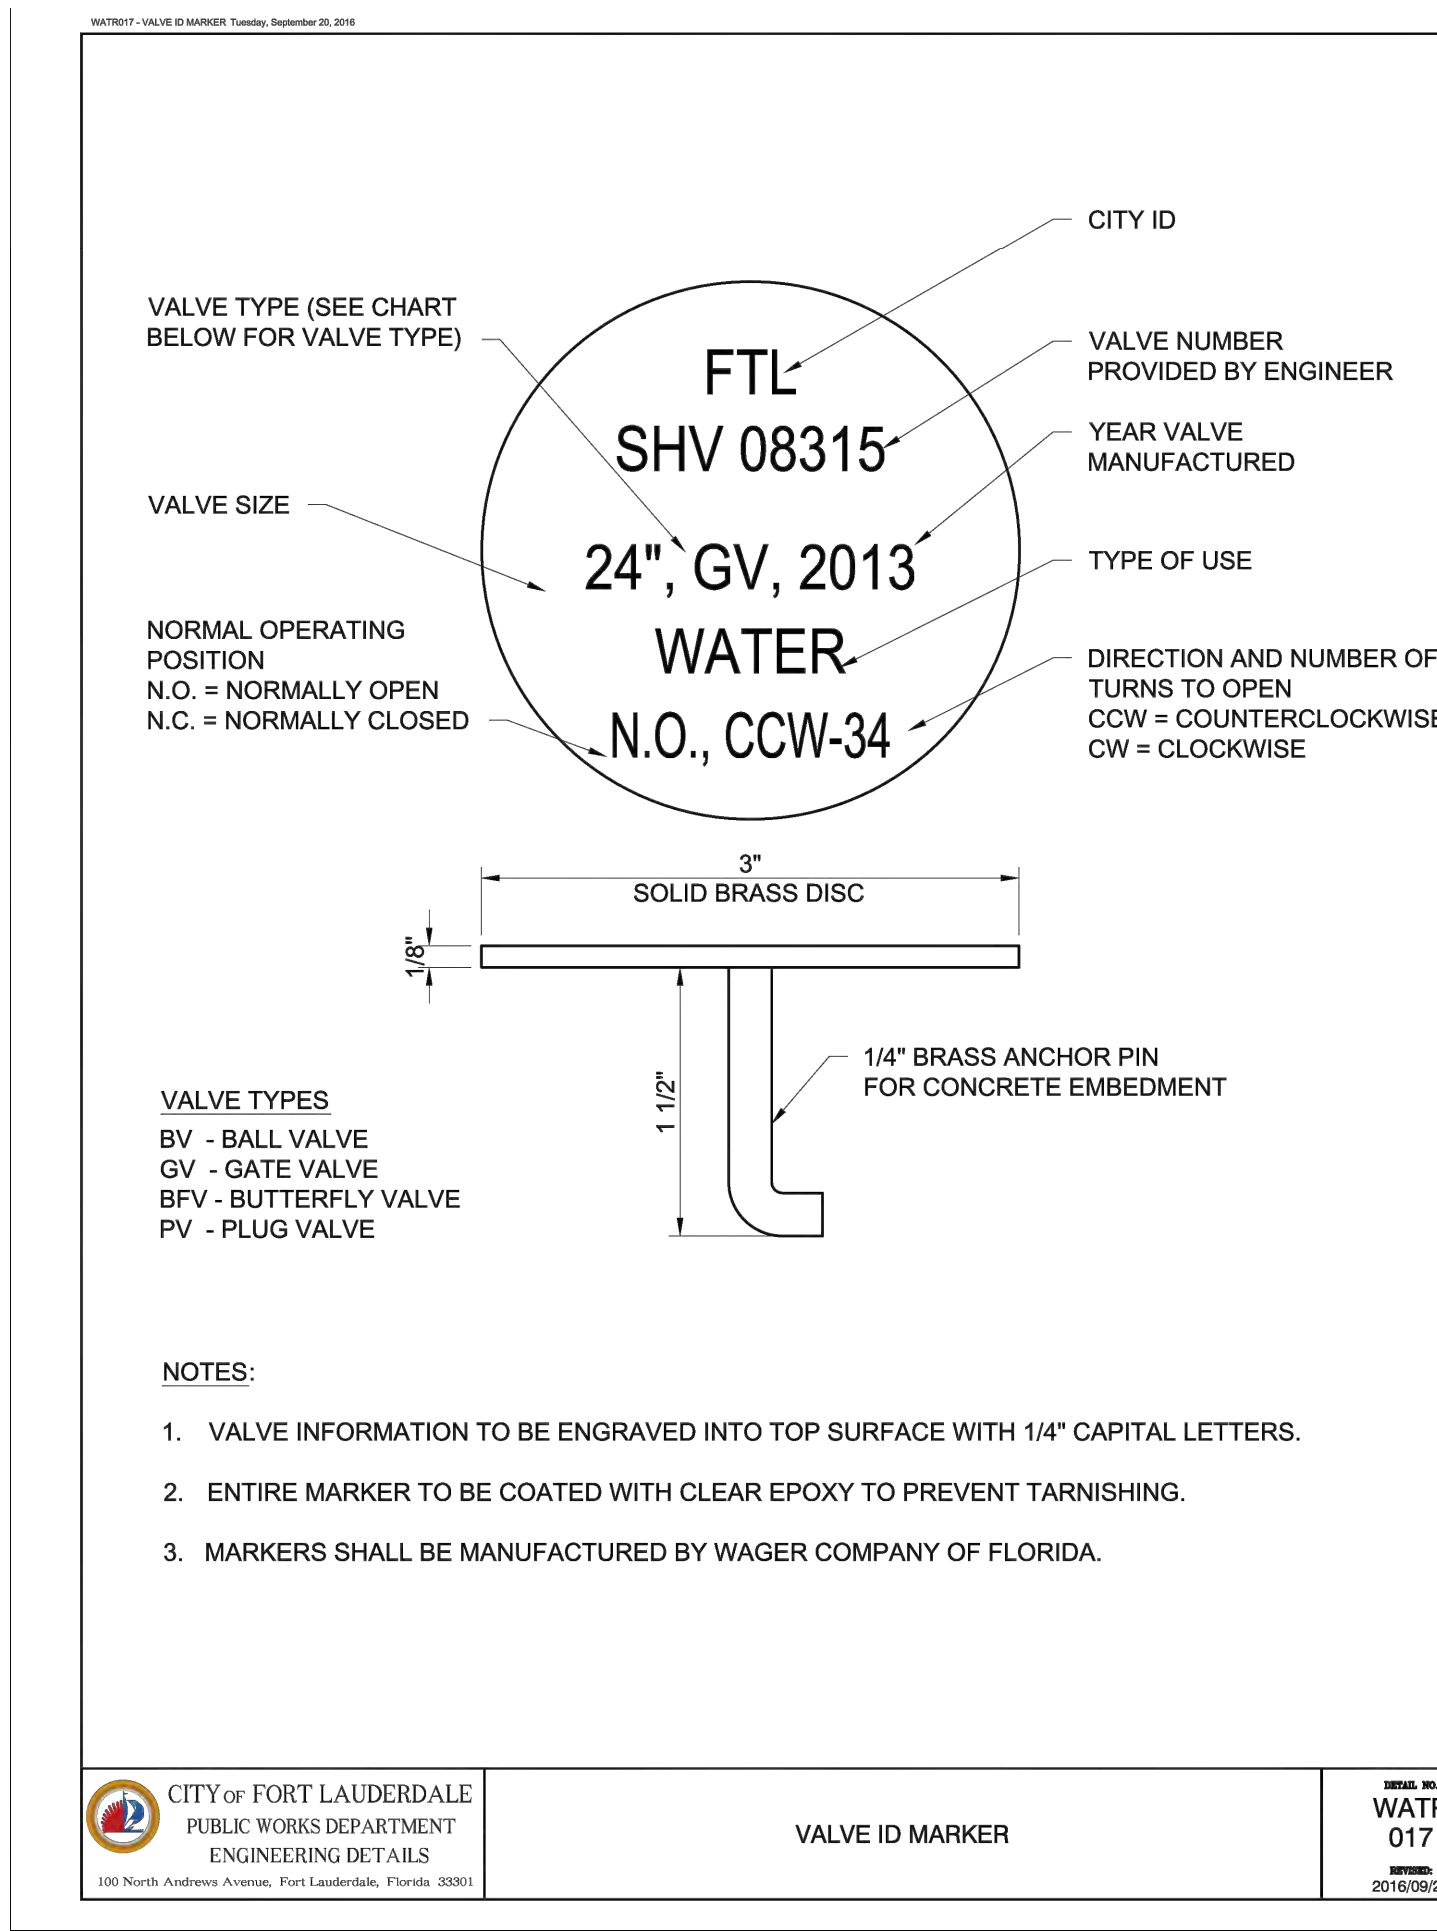 WATR017 - VALVE ID MARKER Tuesday, September 20, 2016
CITY ID
VALVE TYPE (SEE CHART
BELOW FOR VALVE TYPE)
VALVE NUMBER
PROVIDED BY ENGINEER
FTL
SHV 08315
YEAR VALVE
MANUFACTURED
VALVE SIZE
24", GV, 2013
TYPE OF USE
WATER
NORMAL OPERATING
POSITION
N.O. = NORMALLY OPEN
N.C. = NORMALLY CLOSED
N.O., CCW-34
DIRECTION AND NUMBER OF
TURNS TO OPEN
CCW = COUNTERCLOCKWISE
CW = CLOCKWISE
3"
SOLID BRASS DISC
1/8"
1 1/2"
1/4" BRASS ANCHOR PIN
FOR CONCRETE EMBEDMENT
VALVE TYPES
BV - BALL VALVE
GV - GATE VALVE
BFV - BUTTERFLY VALVE
PV - PLUG VALVE
NOTES:
1. VALVE INFORMATION TO BE ENGRAVED INTO TOP SURFACE WITH 1/4" CAPITAL LETTERS.
2. ENTIRE MARKER TO BE COATED WITH CLEAR EPOXY TO PREVENT TARNISHING.
3. MARKERS SHALL BE MANUFACTURED BY WAGER COMPANY OF FLORIDA.
CITY OF FORT LAUDERDALE
PUBLIC WORKS DEPARTMENT
ENGINEERING DETAILS
100 North Andrews Avenue, Fort Lauderdale, Florida 33301
VALVE ID MARKER
DETAIL NO.
WATR
017
REVISED:
2016/09/2